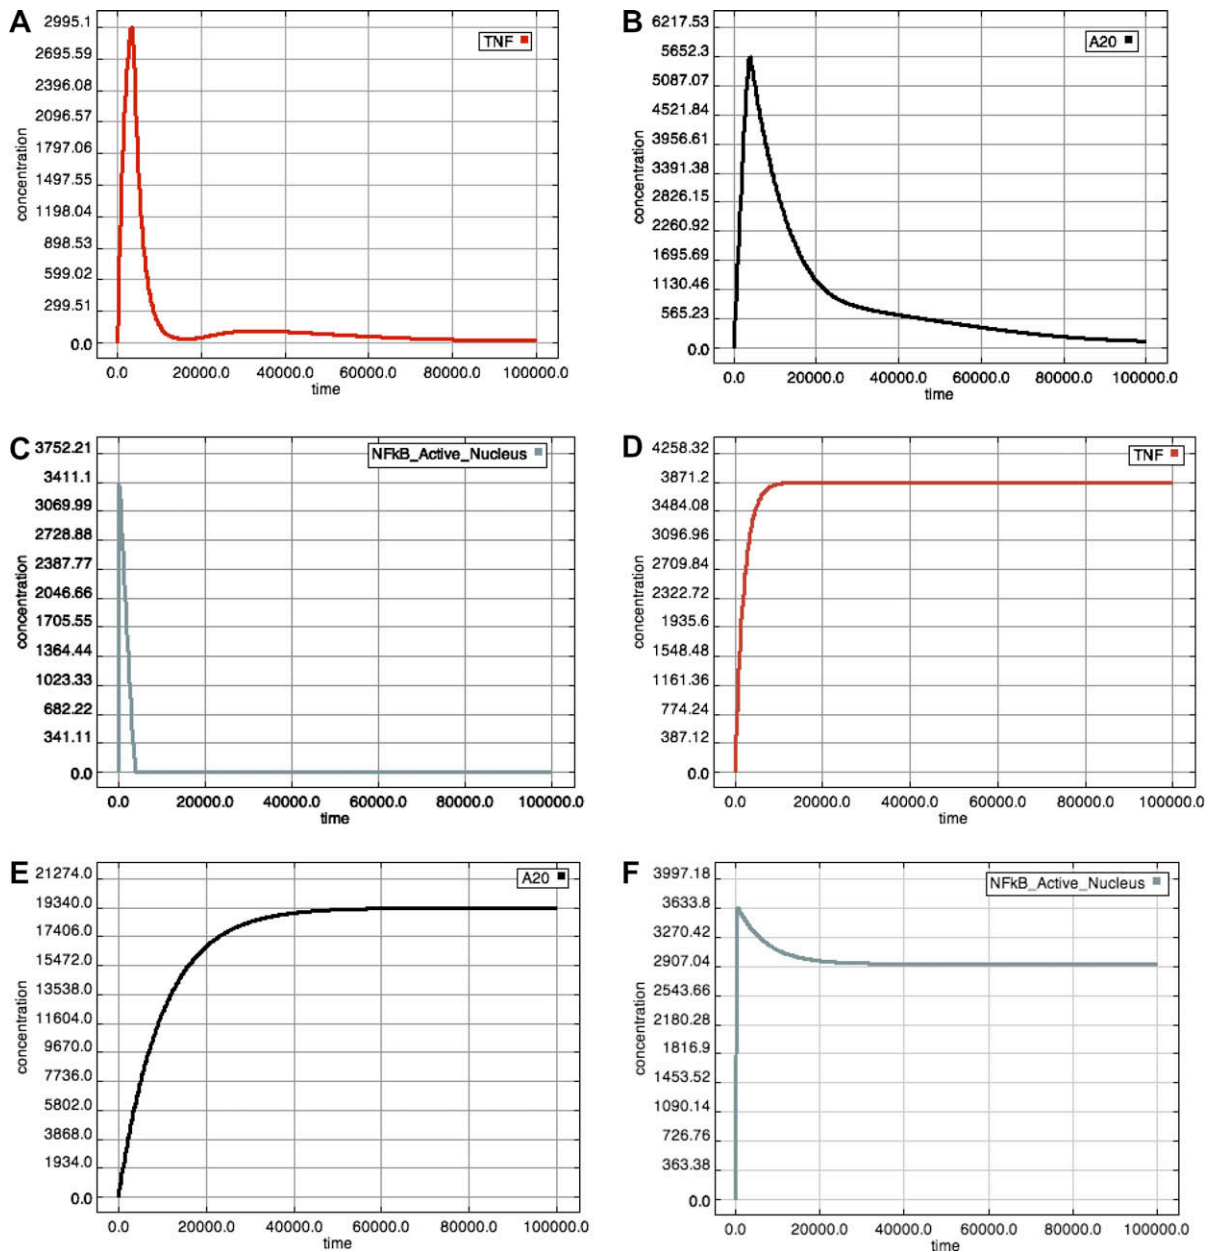 A
TNF
2995.1
2695.59
2396.08
2096.57
1797.06
1497.55
1198.04
898.53
599.02
299.51
0.0
concentration
0.0 20000.0 40000.0 60000.0 80000.0 100000.0
time
B
A20
6217.53
5652.3
5087.07
4521.84
3956.61
3391.38
2826.15
2260.92
1695.69
1130.46
565.23
0.0
concentration
0.0 20000.0 40000.0 60000.0 80000.0 100000.0
time
C
NFkB_Active_Nucleus
3752.21
3411.1
3069.99
2728.88
2387.77
2046.66
1705.55
1364.44
1023.33
682.22
341.11
0.0
concentration
0.0 20000.0 40000.0 60000.0 80000.0 100000.0
time
D
TNF
4258.32
3871.2
3484.08
3096.96
2709.84
2322.72
1935.6
1548.48
1161.36
774.24
387.12
0.0
concentration
0.0 20000.0 40000.0 60000.0 80000.0 100000.0
time
E
A20
21274.0
19340.0
17406.0
15472.0
13538.0
11604.0
9670.0
7736.0
5802.0
3868.0
1934.0
0.0
concentration
0.0 20000.0 40000.0 60000.0 80000.0 100000.0
time
F
NFkB_Active_Nucleus
3997.18
3633.8
3270.42
2907.04
2543.66
2180.28
1816.9
1453.52
1090.14
726.76
363.38
0.0
concentration
0.0 20000.0 40000.0 60000.0 80000.0 100000.0
time